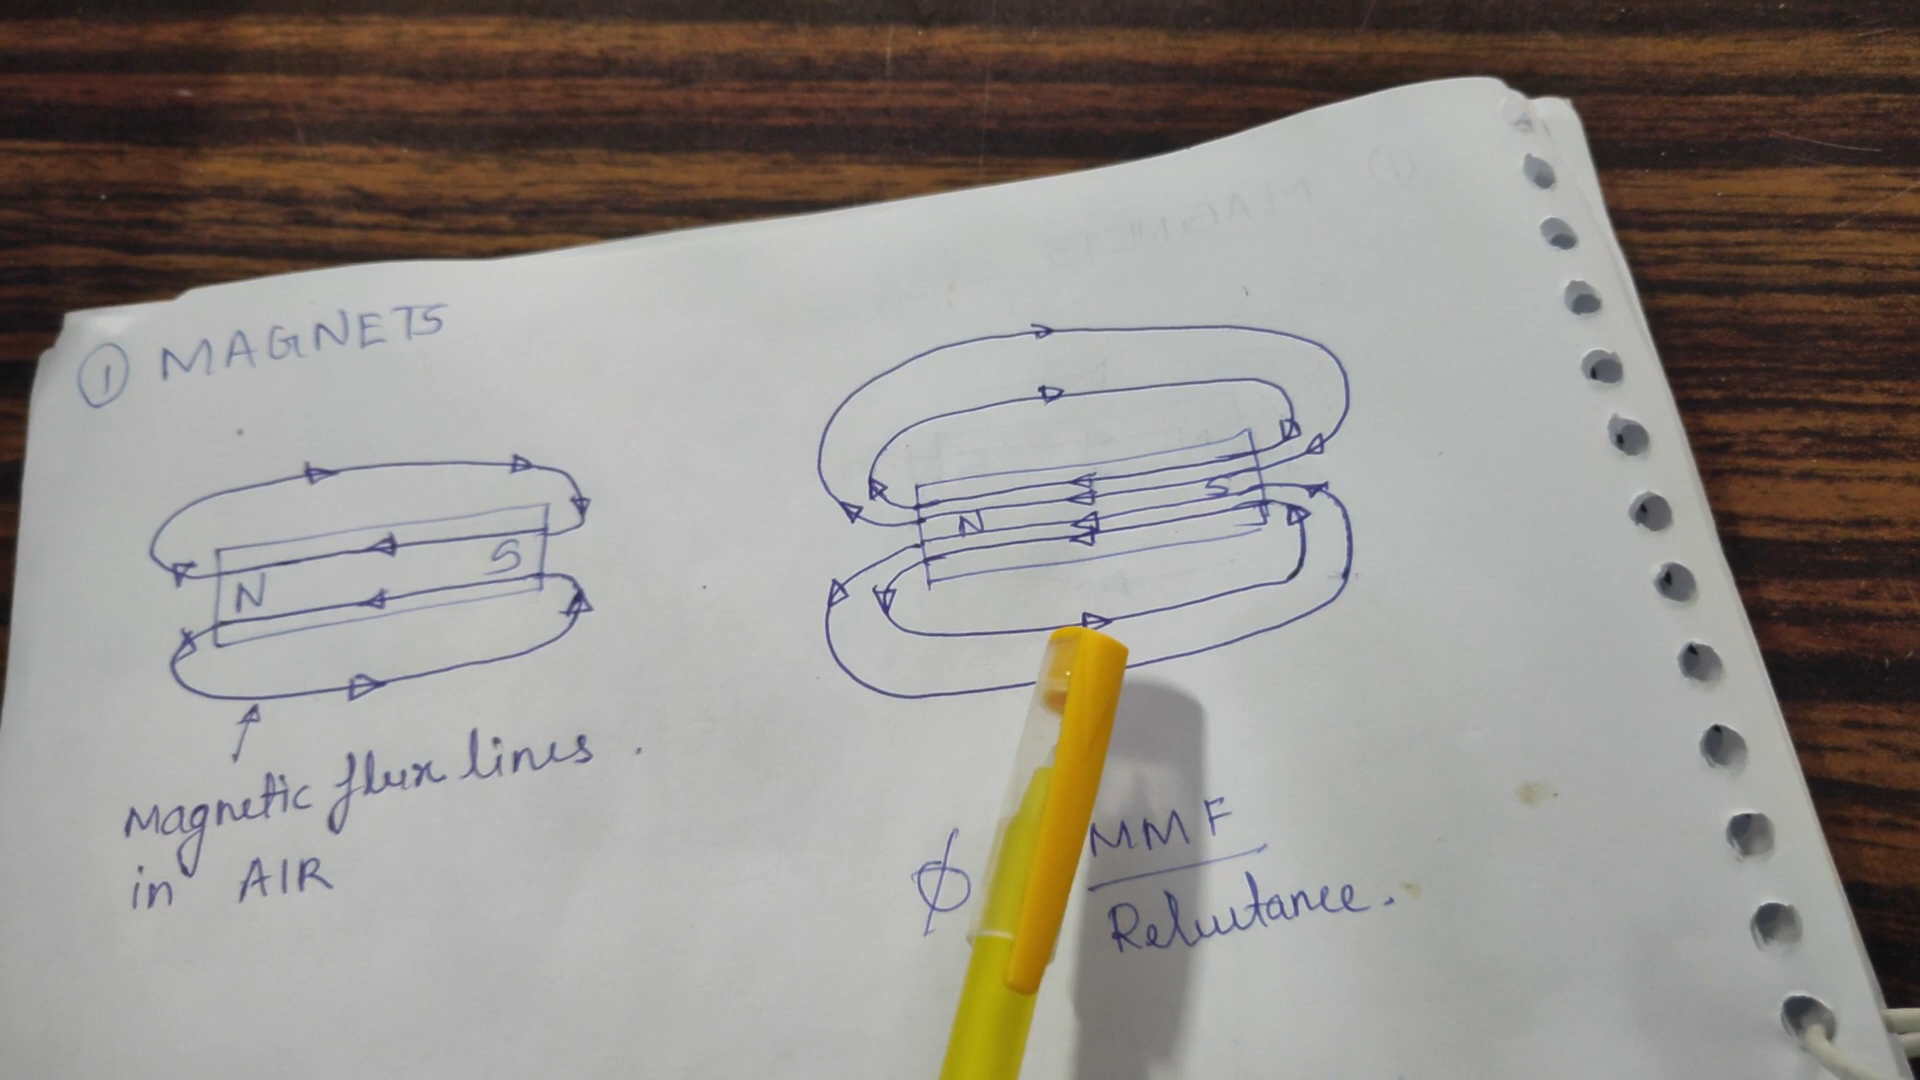 ① MAGNETS
N S
N S
Magnetic flux lines.
in AIR
ϕ MMF
Reluctance.